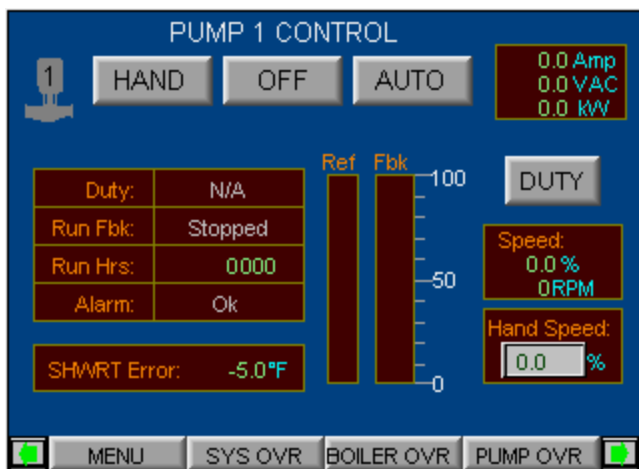 PUMP 1 CONTROL
1
HAND OFF AUTO
0.0 Amp
0.0 VAC
0.0 kW
Ref Fbk
100
50
0
DUTY
Duty: N/A
Run Fbk: Stopped
Run Hrs: 0000
Alarm: Ok
SHWRT Error: -5.0°F
Speed:
0.0 %
0 RPM
Hand Speed:
0.0 %
MENU SYS OVR BOILER OVR PUMP OVR